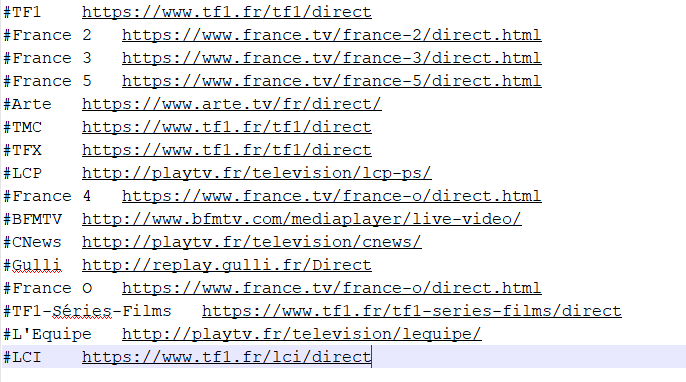 #TF1 https://www.tf1.fr/tf1/direct
#France 2 https://www.france.tv/france-2/direct.html
#France 3 https://www.france.tv/france-3/direct.html
#France 5 https://www.france.tv/france-5/direct.html
#Arte https://www.arte.tv/fr/direct/
#TMC https://www.tf1.fr/tf1/direct
#TFX https://www.tf1.fr/tf1/direct
#LCP http://playtv.fr/television/lcp-ps/
#France 4 https://www.france.tv/france-o/direct.html
#BFMTV http://www.bfmtv.com/mediaplayer/live-video/
#CNews http://playtv.fr/television/cnews/
#Gulli http://replay.gulli.fr/Direct
#France O https://www.france.tv/france-o/direct.html
#TF1-Séries-Films https://www.tf1.fr/tf1-series-films/direct
#L'Equipe http://playtv.fr/television/lequipe/
#LCI https://www.tf1.fr/lci/direct